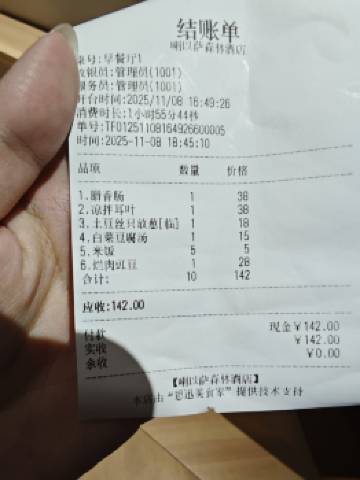 结账单
喇以萨森林酒店
桌号:早餐厅1
收银员:管理员(1001)
服务员:管理员(1001)
开台时间:2025/11/08 16:49:26
消费时长:1小时55分44秒
单号:TF01251108164926600005
时间:2025-11-08 18:45:10
品项 数量 价格
1.腊香肠 1 38
2.凉拌耳叶 1 38
3.土豆丝只放葱[临] 1 18
4.白菜豆腐汤 1 15
5.米饭 5 5
6.烂肉豇豆 1 28
合计: 10 142
应收:142.00
付款 现金¥142.00
实收 ¥142.00
余收 ¥0.00
【喇以萨森林酒店】
本店由"思迅美食家"提供技术支持